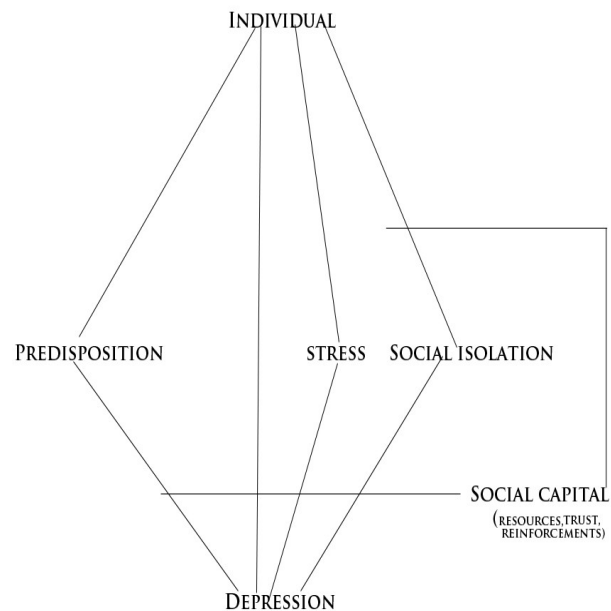 INDIVIDUAL
PREDISPOSITION
STRESS
SOCIAL ISOLATION
SOCIAL CAPITAL
(RESOURCES,TRUST,
REINFORCEMENTS)
DEPRESSION